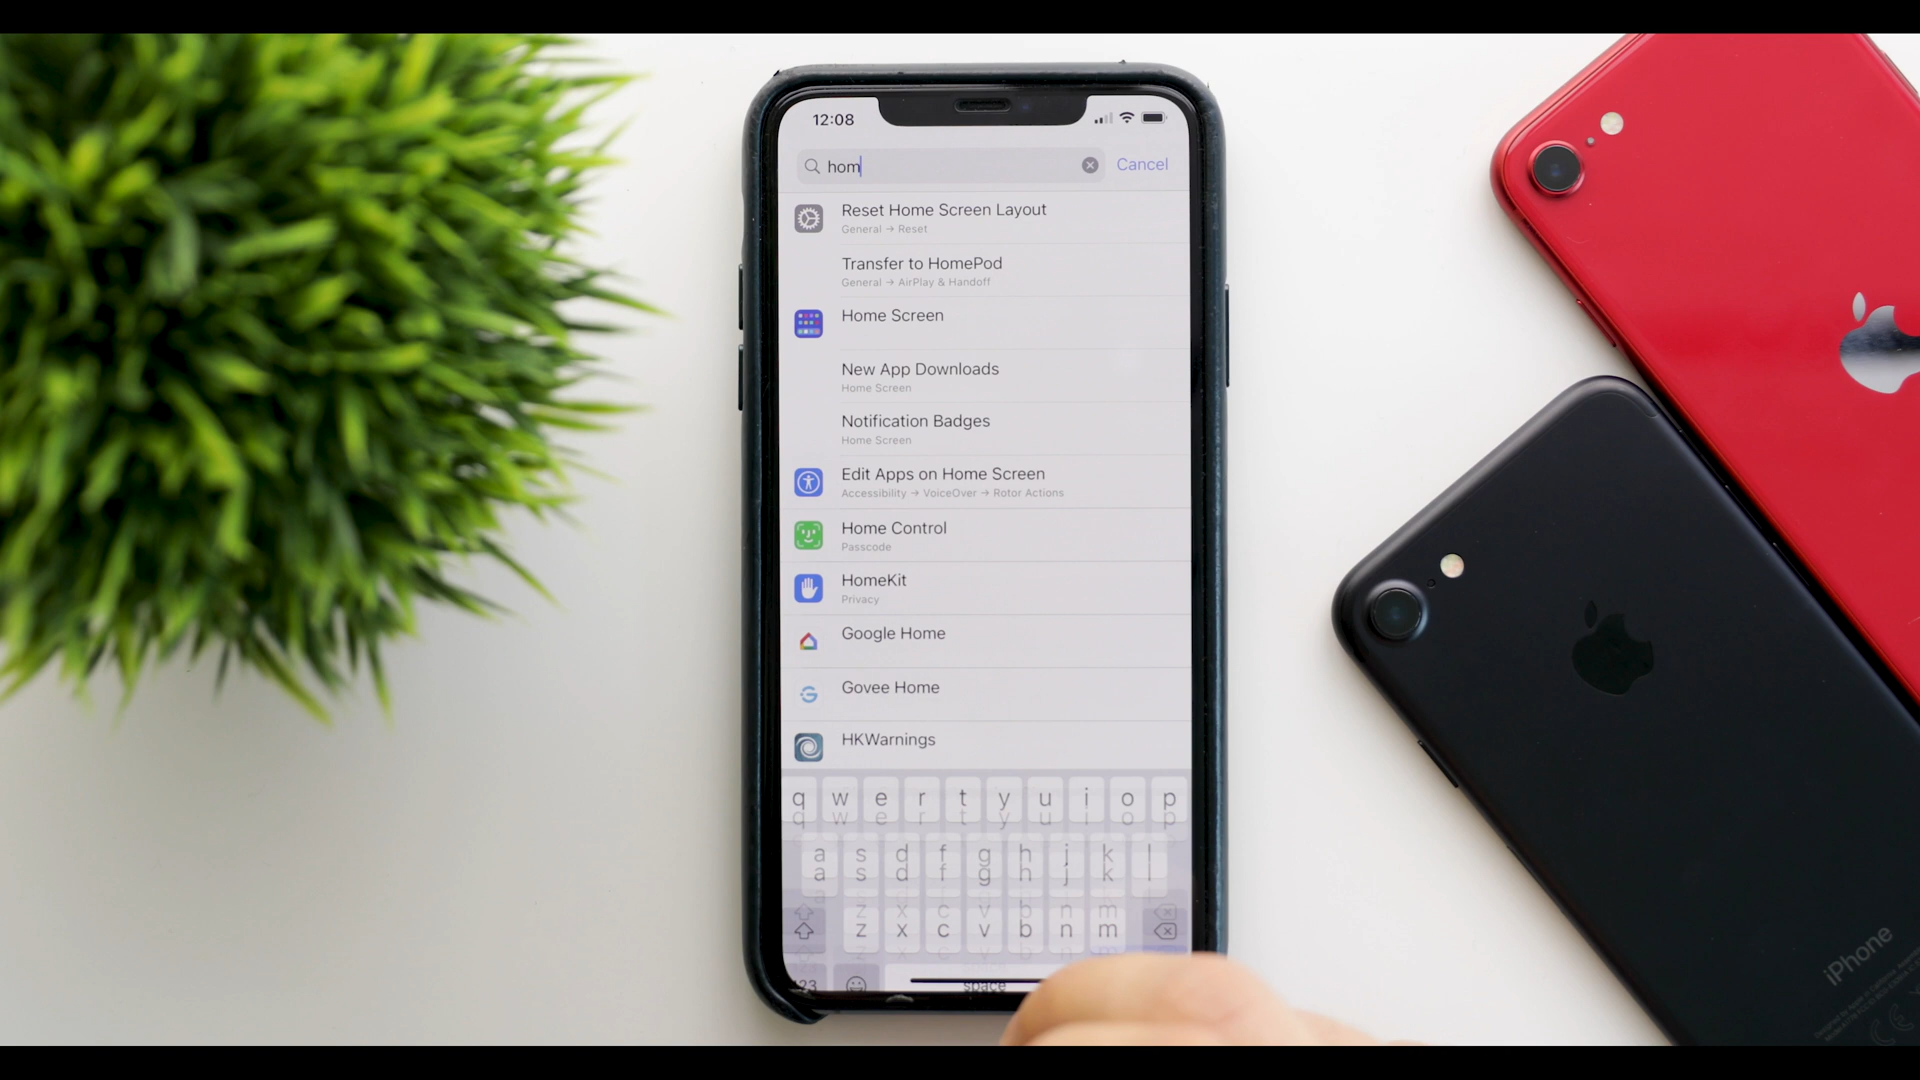 12:08
hom
Cancel
Reset Home Screen Layout
General → Reset
Transfer to HomePod
General → AirPlay & Handoff
Home Screen
New App Downloads
Home Screen
Notification Badges
Home Screen
Edit Apps on Home Screen
Accessibility → VoiceOver → Rotor Actions
Home Control
Passcode
HomeKit
Privacy
Google Home
Govee Home
HKWarnings
q w e r t y u i o p
a s d f g h j k l
z x c v b n m
123
space
iPhone